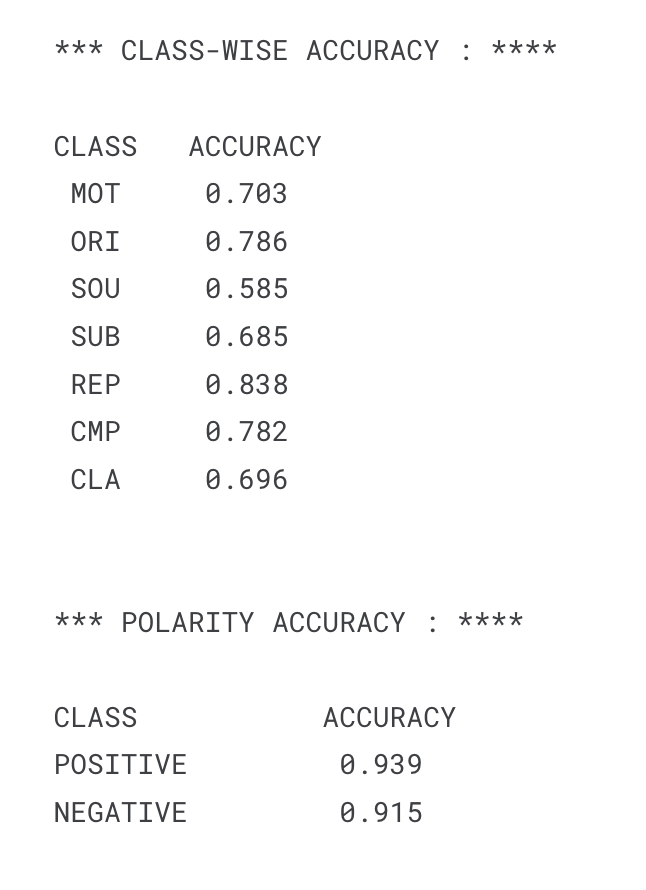 *** CLASS-WISE ACCURACY : ****
CLASS ACCURACY
MOT 0.703
ORI 0.786
SOU 0.585
SUB 0.685
REP 0.838
CMP 0.782
CLA 0.696
*** POLARITY ACCURACY : ****
CLASS ACCURACY
POSITIVE 0.939
NEGATIVE 0.915